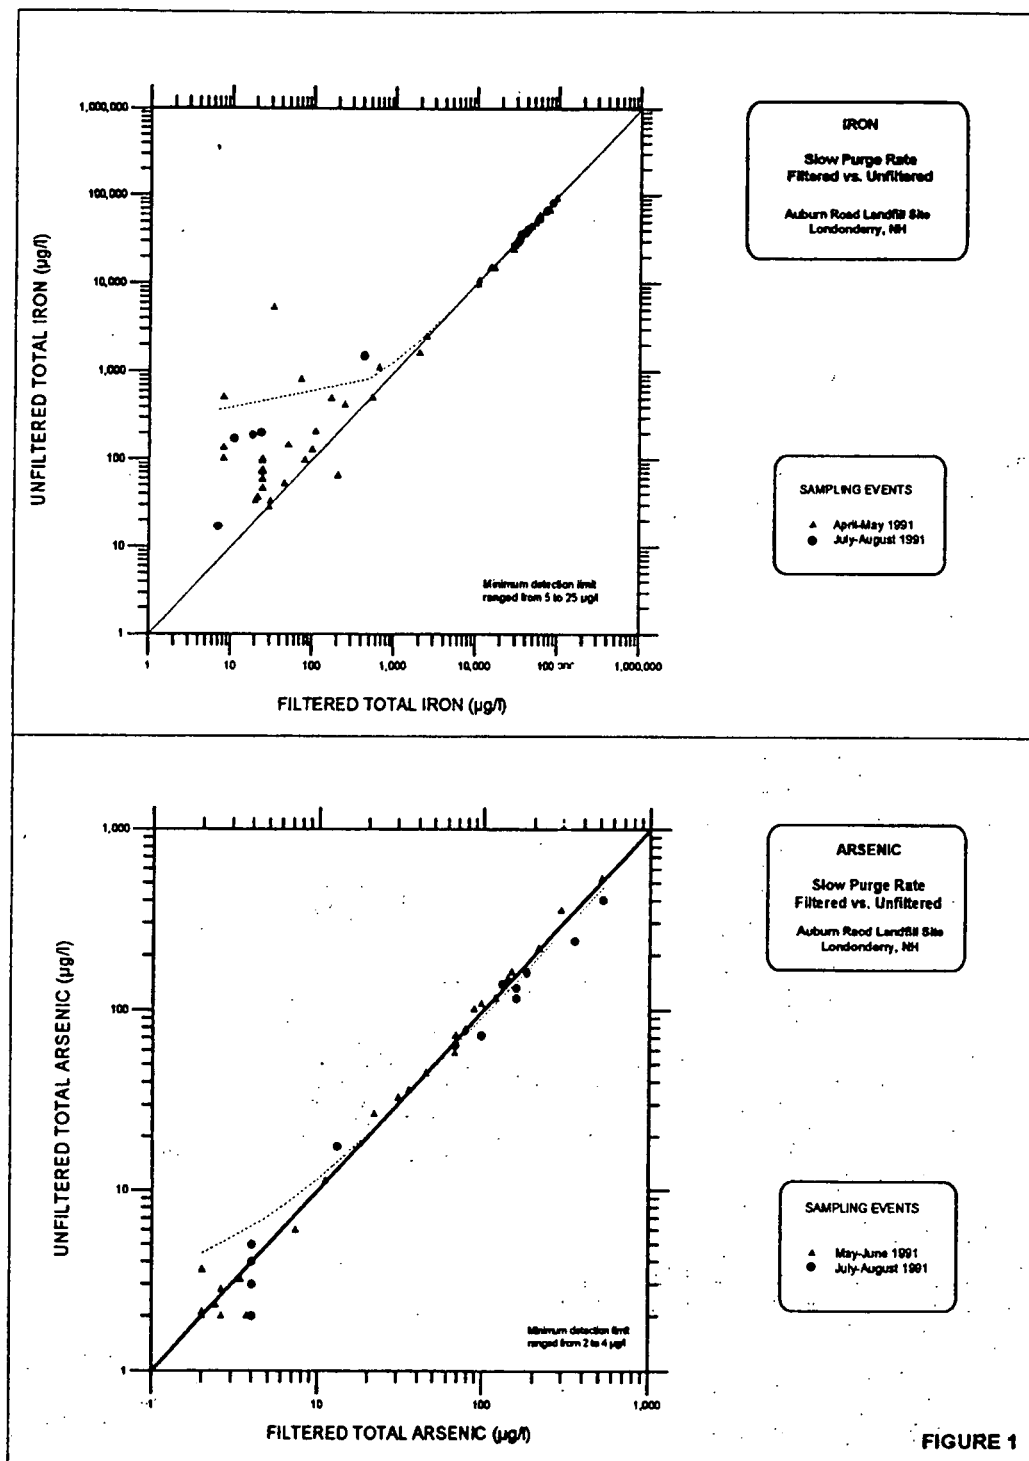 1,000,000
100,000
10,000
1,000
100
10
1
UNFILTERED TOTAL IRON (µg/l)
Minimum detection limit
ranged from 5 to 25 µg/l
1 10 100 1,000 10,000 1,000,000
FILTERED TOTAL IRON (µg/l)
IRON
Slow Purge Rate
Filtered vs. Unfiltered
Auburn Road Landfill Site
Londonderry, NH
SAMPLING EVENTS
April-May 1991
July-August 1991
1,000
100
10
1
UNFILTERED TOTAL ARSENIC (µg/l)
Minimum detection limit
ranged from 2 to 4 µg/l
1 10 100 1,000
FILTERED TOTAL ARSENIC (µg/l)
ARSENIC
Slow Purge Rate
Filtered vs. Unfiltered
Auburn Road Landfill Site
Londonderry, NH
SAMPLING EVENTS
May-June 1991
July-August 1991
FIGURE 1